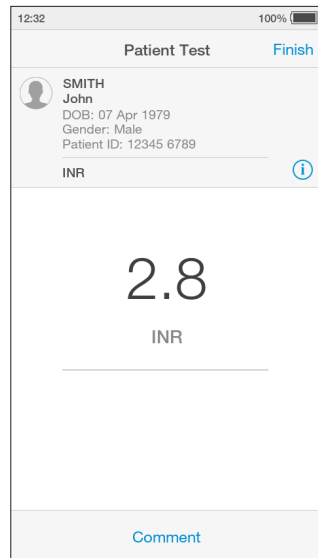 12:32 100%
Patient Test Finish
SMITH
John
DOB: 07 Apr 1979
Gender: Male
Patient ID: 12345 6789
INR i
2.8
INR
Comment